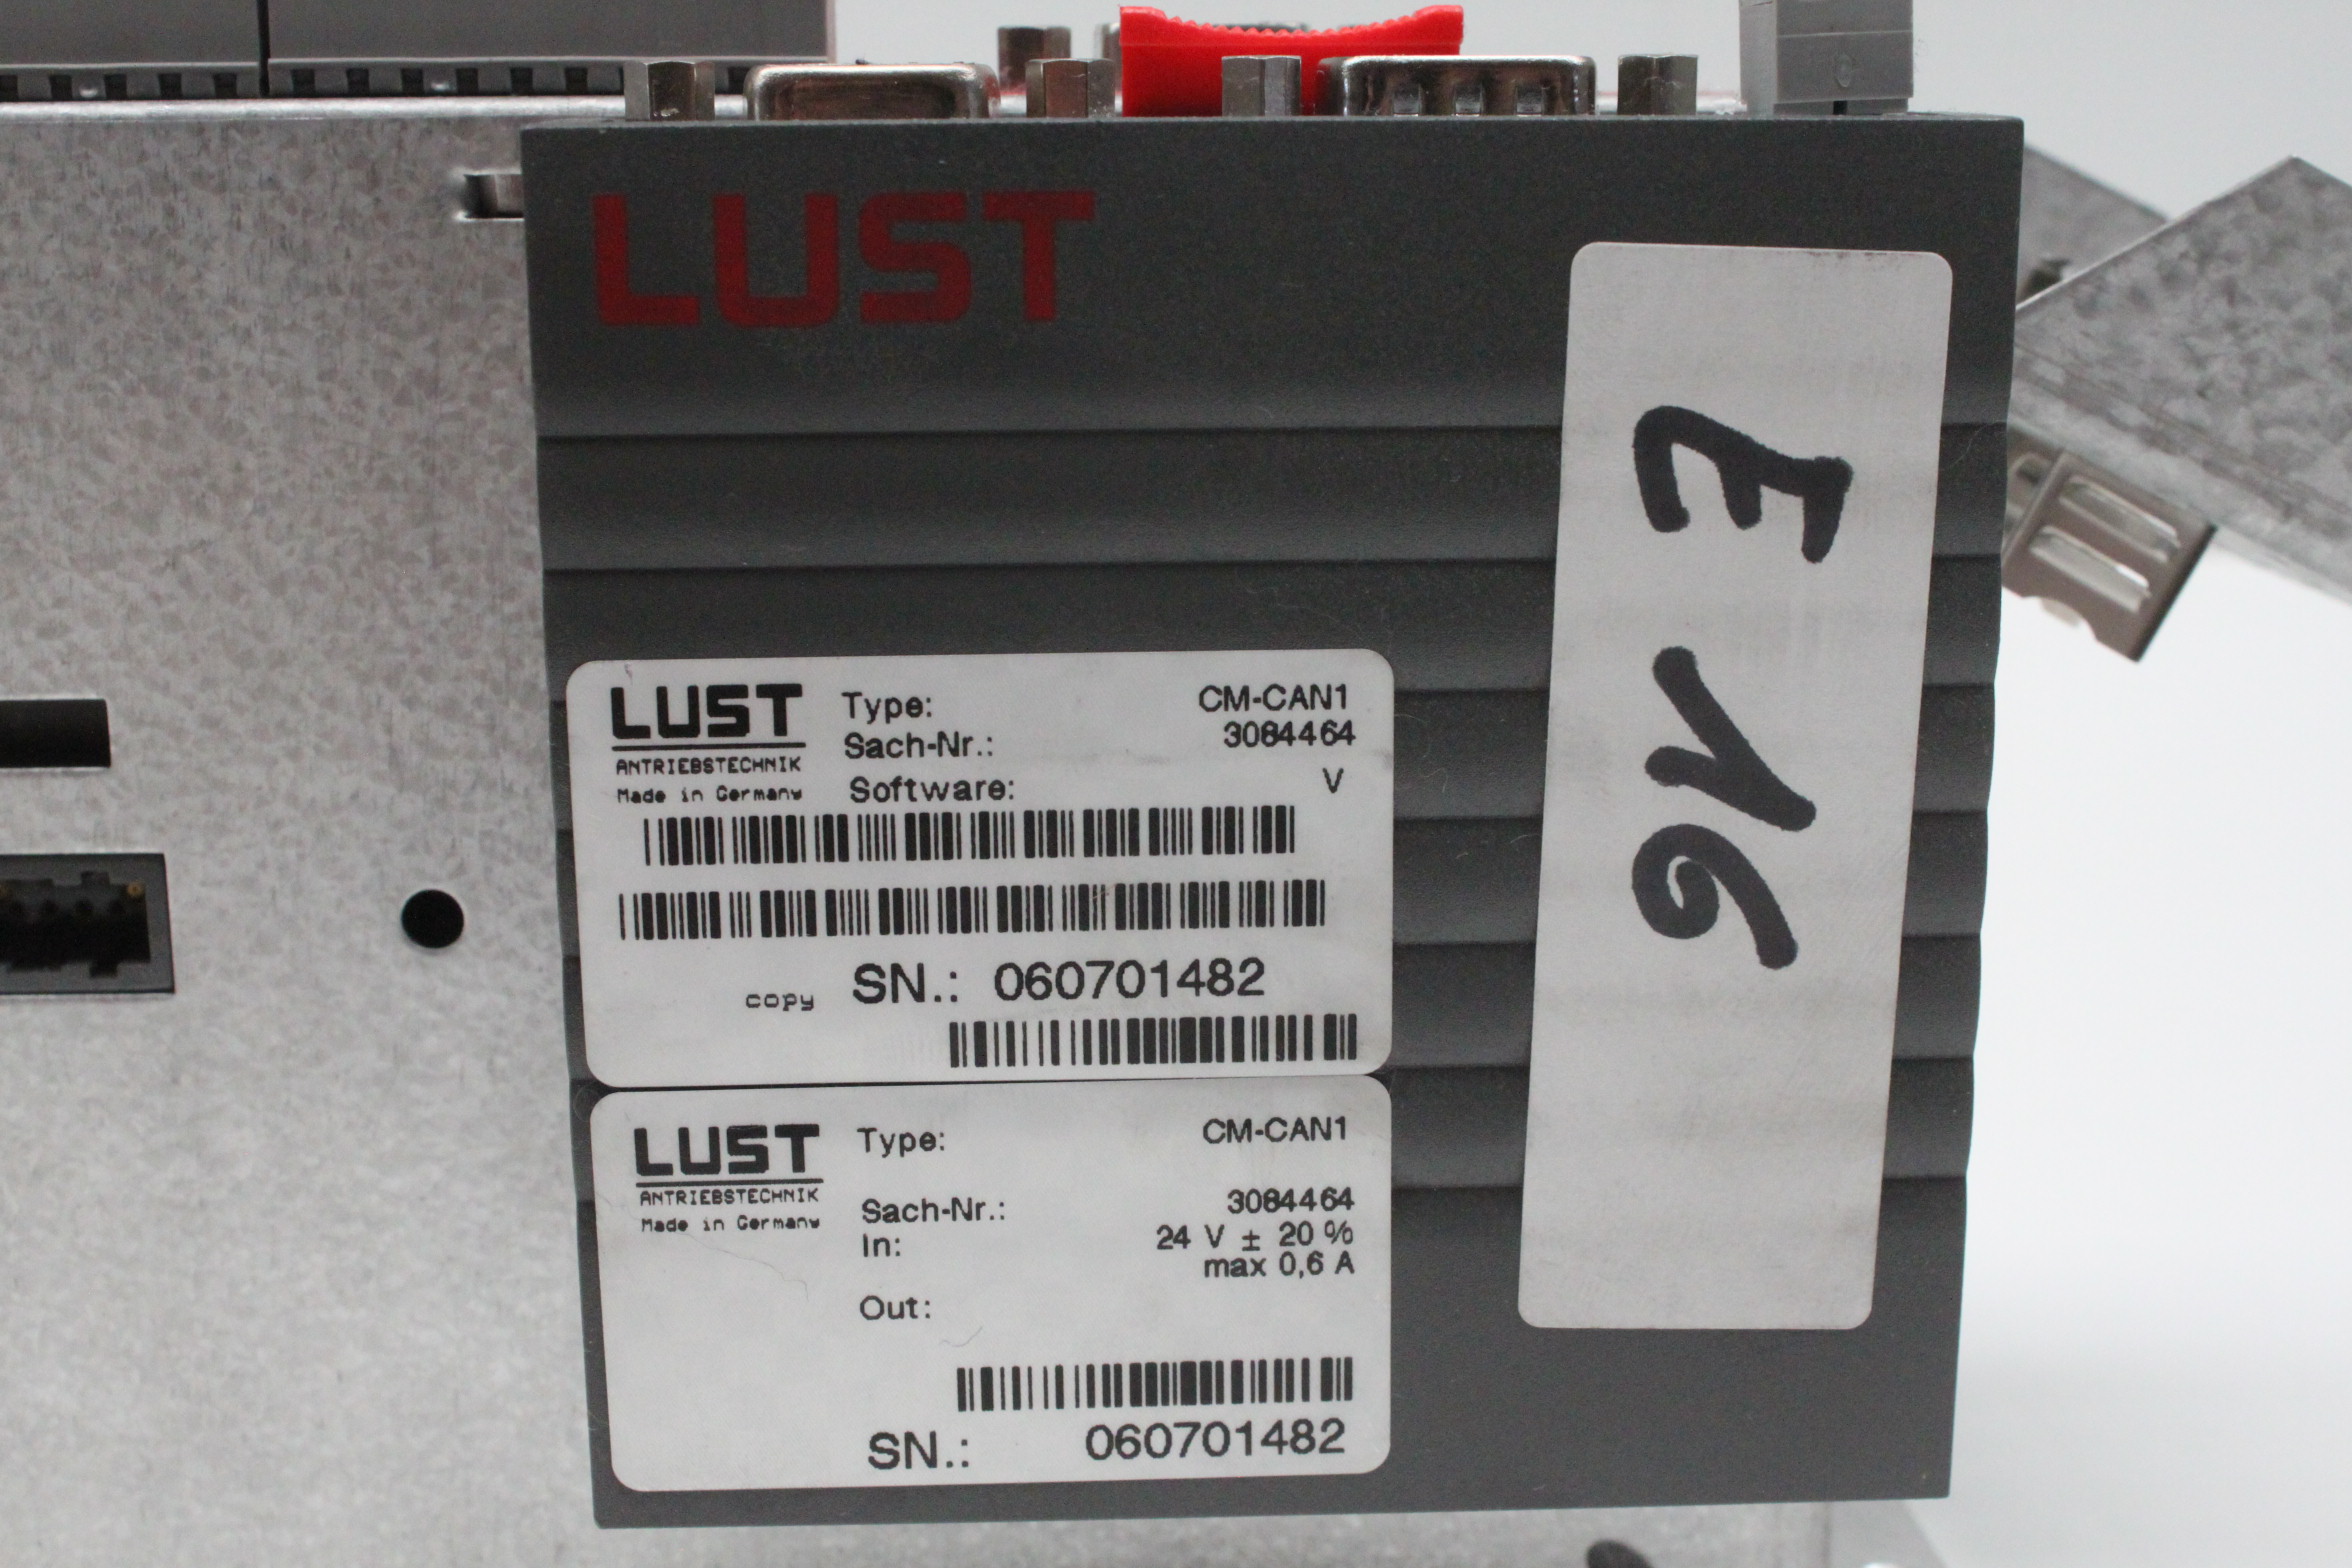 LUST
E 16
LUST
ANTRIEBSTECHNIK
Made in Germany
Type: CM-CAN1
Sach-Nr.: 3084464
Software: V
copy SN.: 060701482
LUST
ANTRIEBSTECHNIK
Made in Germany
Type: CM-CAN1
Sach-Nr.: 3084464
In: 24 V ± 20 %
max 0,6 A
Out:
SN.: 060701482